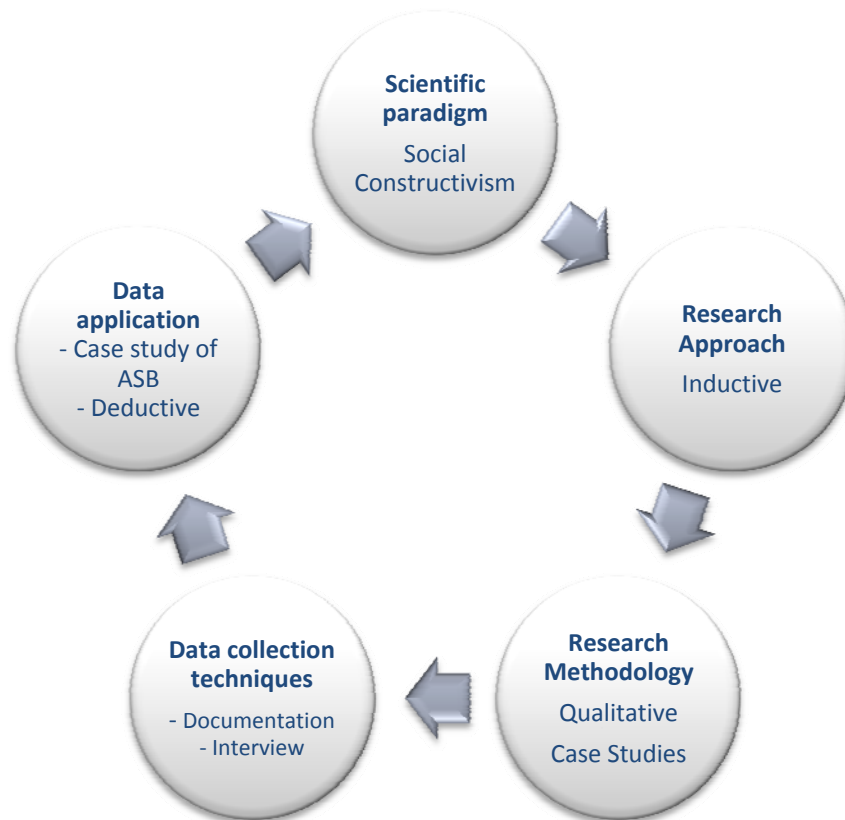 Scientific
paradigm
Social
Constructivism
Research
Approach
Inductive
Research
Methodology
Qualitative
Case Studies
Data collection
techniques
- Documentation
- Interview
Data
application
- Case study of
ASB
- Deductive